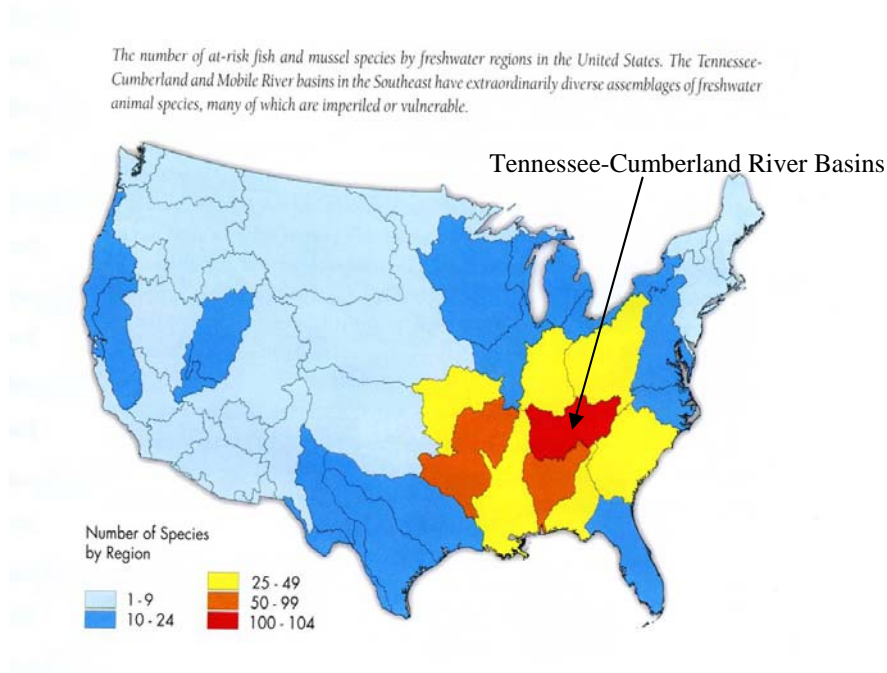 The number of at-risk fish and mussel species by freshwater regions in the United States. The Tennessee-
Cumberland and Mobile River basins in the Southeast have extraordinarily diverse assemblages of freshwater
animal species, many of which are imperiled or vulnerable.
Tennessee-Cumberland River Basins
Number of Species
by Region
1 - 9
10 - 24
25 - 49
50 - 99
100 - 104